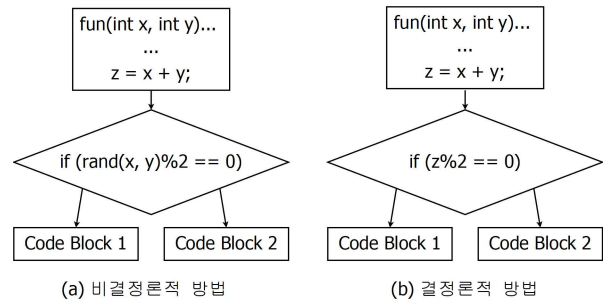 fun(int x, int y)...
...
z = x + y;
if (rand(x, y)%2 == 0)
Code Block 1
Code Block 2
(a) 비결정론적 방법
fun(int x, int y)...
...
z = x + y;
if (z%2 == 0)
Code Block 1
Code Block 2
(b) 결정론적 방법